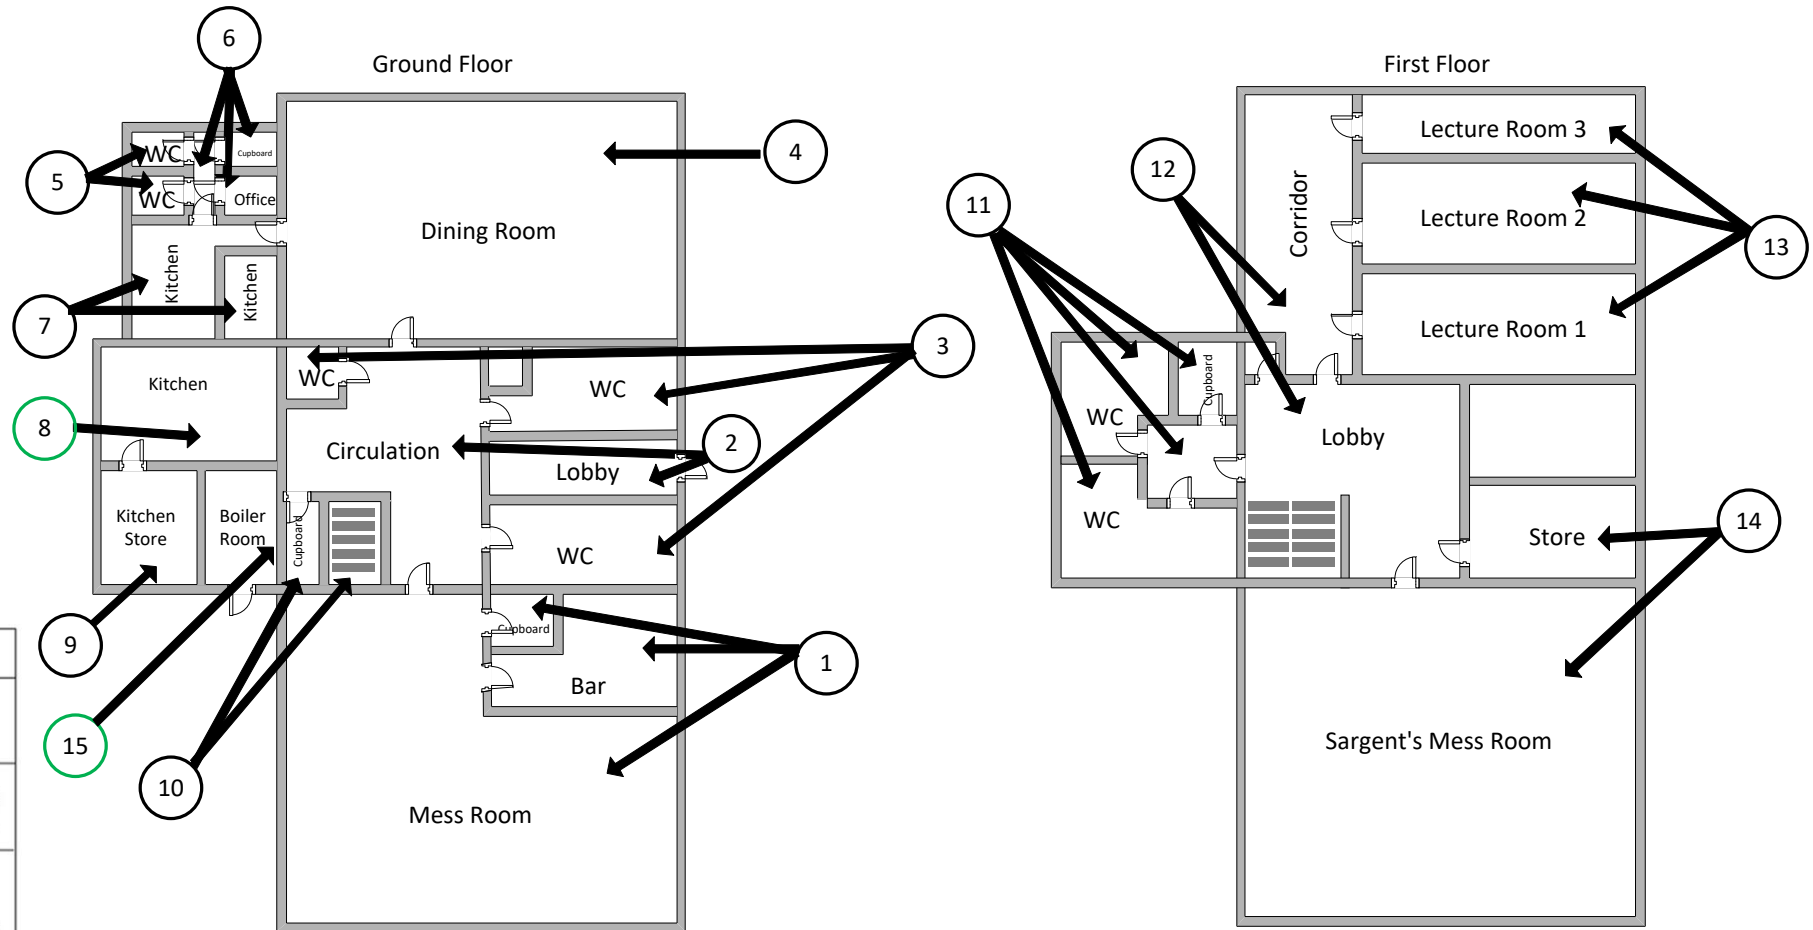 Ground Floor
First Floor
6
5
4
WC
Cupboard
WC
Office
Dining Room
Kitchen
Kitchen
7
3
Kitchen
WC
WC
8
Circulation
2
Lobby
Kitchen
Store
Boiler
Room
Cupboard
WC
9
Cupboard
1
Bar
15
10
Mess Room
12
11
Corridor
Lecture Room 3
Lecture Room 2
13
Lecture Room 1
Cupboard
WC
Lobby
WC
Store
14
Sargent's Mess Room